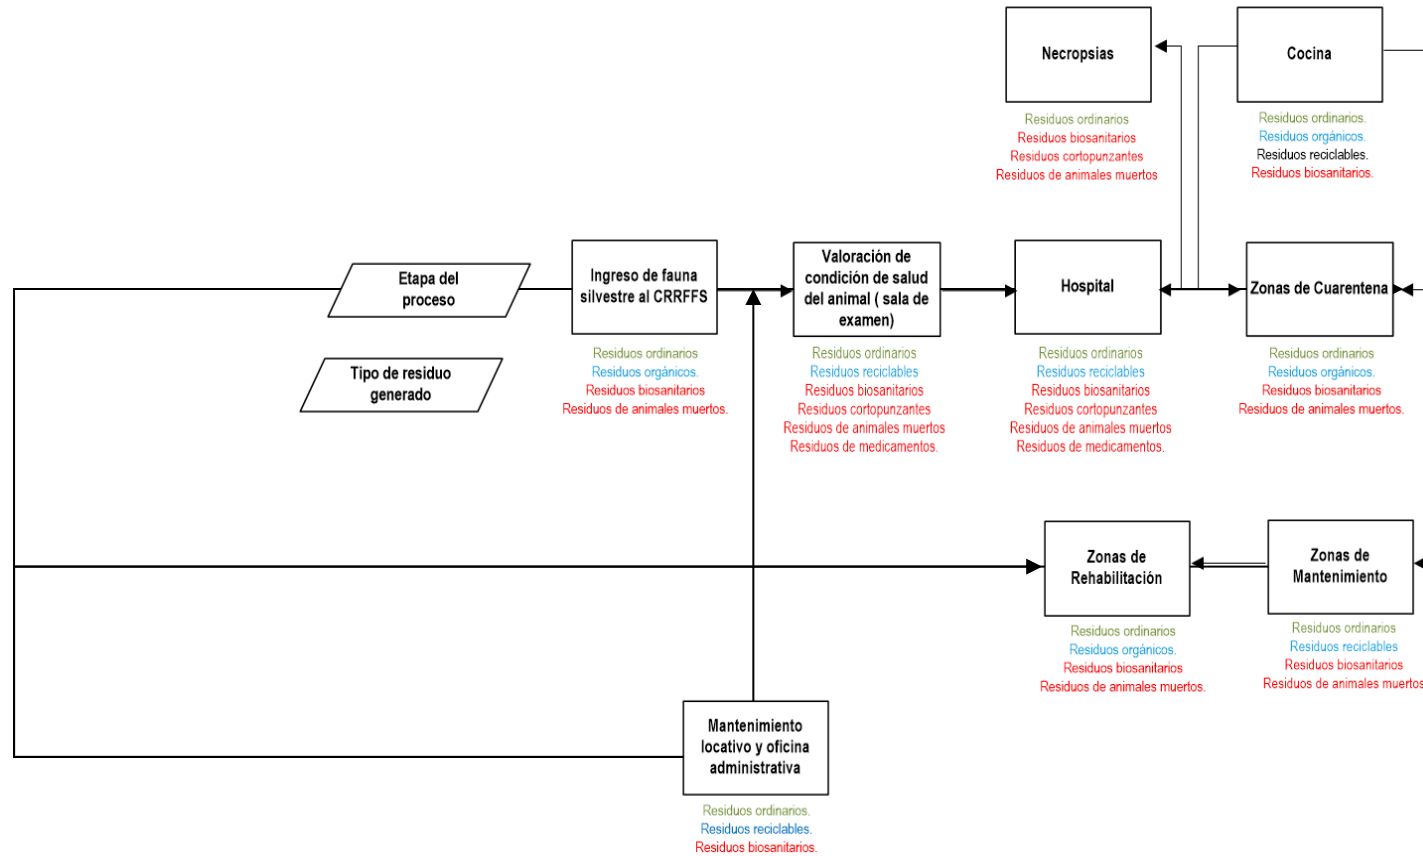 Necropsias
Residuos ordinarios
Residuos biosanitarios
Residuos cortopunzantes
Residuos de animales muertos
Cocina
Residuos ordinarios.
Residuos orgánicos.
Residuos reciclables.
Residuos biosanitarios.
Etapa del
proceso
Tipo de residuo
generado
Ingreso de fauna
silvestre al CRRFFS
Residuos ordinarios
Residuos orgánicos.
Residuos biosanitarios
Residuos de animales muertos.
Valoración de
condición de salud
del animal ( sala de
examen)
Residuos ordinarios
Residuos reciclables
Residuos biosanitarios
Residuos cortopunzantes
Residuos de animales muertos
Residuos de medicamentos.
Hospital
Residuos ordinarios
Residuos reciclables
Residuos biosanitarios
Residuos cortopunzantes
Residuos de animales muertos
Residuos de medicamentos.
Zonas de Cuarentena
Residuos ordinarios
Residuos orgánicos.
Residuos biosanitarios
Residuos de animales muertos.
Zonas de
Rehabilitación
Residuos ordinarios
Residuos orgánicos.
Residuos biosanitarios
Residuos de animales muertos.
Zonas de
Mantenimiento
Residuos ordinarios
Residuos reciclables
Residuos biosanitarios
Residuos de animales muertos
Mantenimiento
locativo y oficina
administrativa
Residuos ordinarios.
Residuos reciclables.
Residuos biosanitarios.